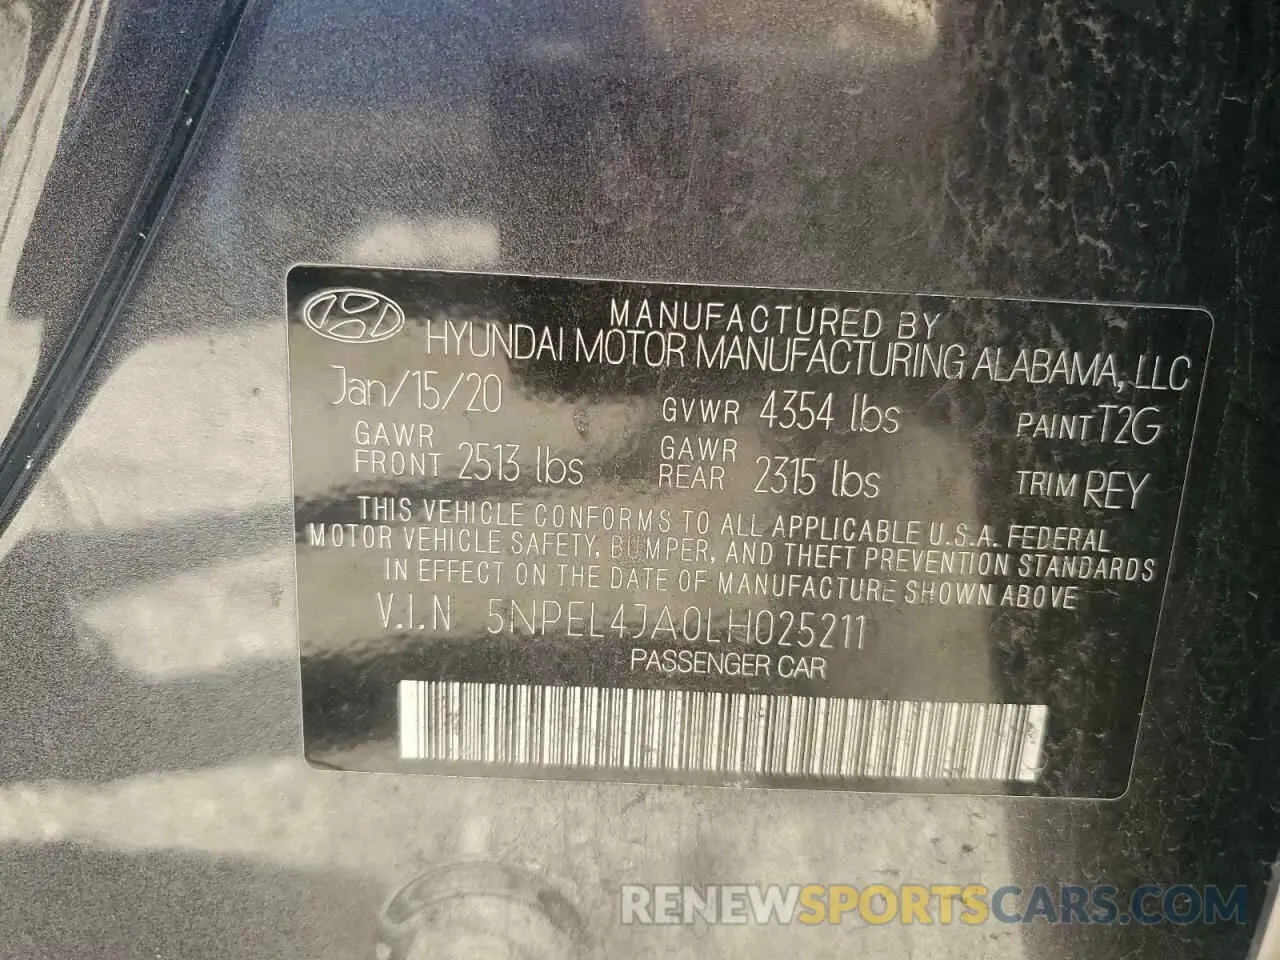 MANUFACTURED BY
HYUNDAI MOTOR MANUFACTURING ALABAMA, LLC
Jan/15/20 GVWR 4354 lbs PAINT T2G
GAWR FRONT 2513 lbs GAWR REAR 2315 lbs TRIM REY
THIS VEHICLE CONFORMS TO ALL APPLICABLE U.S.A. FEDERAL
MOTOR VEHICLE SAFETY, BUMPER, AND THEFT PREVENTION STANDARDS
IN EFFECT ON THE DATE OF MANUFACTURE SHOWN ABOVE
V.I.N 5NPEL4JA0LH025211
PASSENGER CAR
RENEWSPORTSCARS.COM